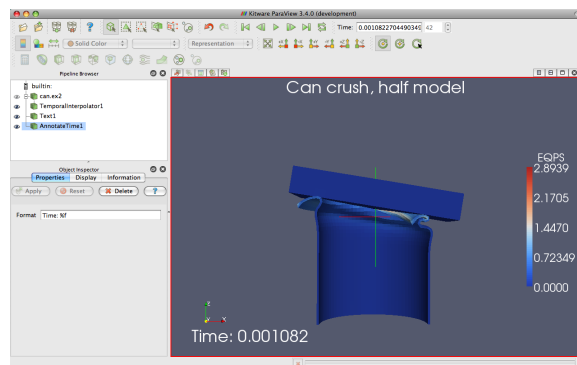 Kitware ParaView 3.4.0 (development)
Time: 0.0010822704490349 42
Solid Color
Representation
Pipeline Browser
builtin:
can.ex2
TemporalInterpolator1
Text1
AnnotateTime1
Object Inspector
Properties Display Information
Apply Reset Delete ?
Format Time: %f
Can crush, half model
EQPS
2.8939
2.1705
1.4470
0.72349
0.0000
Time: 0.001082